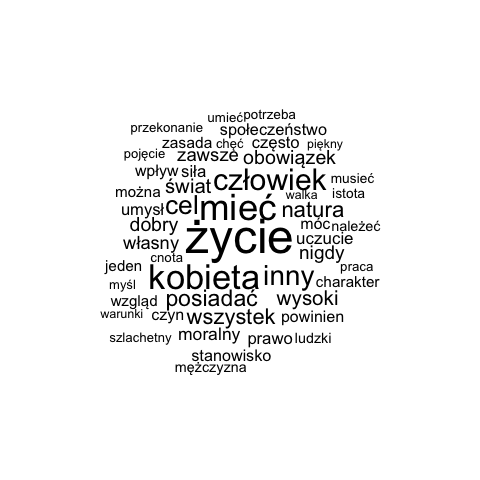 umieć potrzeba
przekonanie społeczeństwo
zasada chęć często piękny
pojęcie zawsze obowiązek
wpływ siła człowiek musieć
można świat walka istota
umysł cel mieć natura
dobry życie móc należeć
własny uczucie
cnota nigdy
jeden kobieta inny praca
myśl charakter
wzgląd posiadać wysoki
warunki czyn wszystek powinien
szlachetny moralny prawo ludzki
stanowisko
mężczyzna